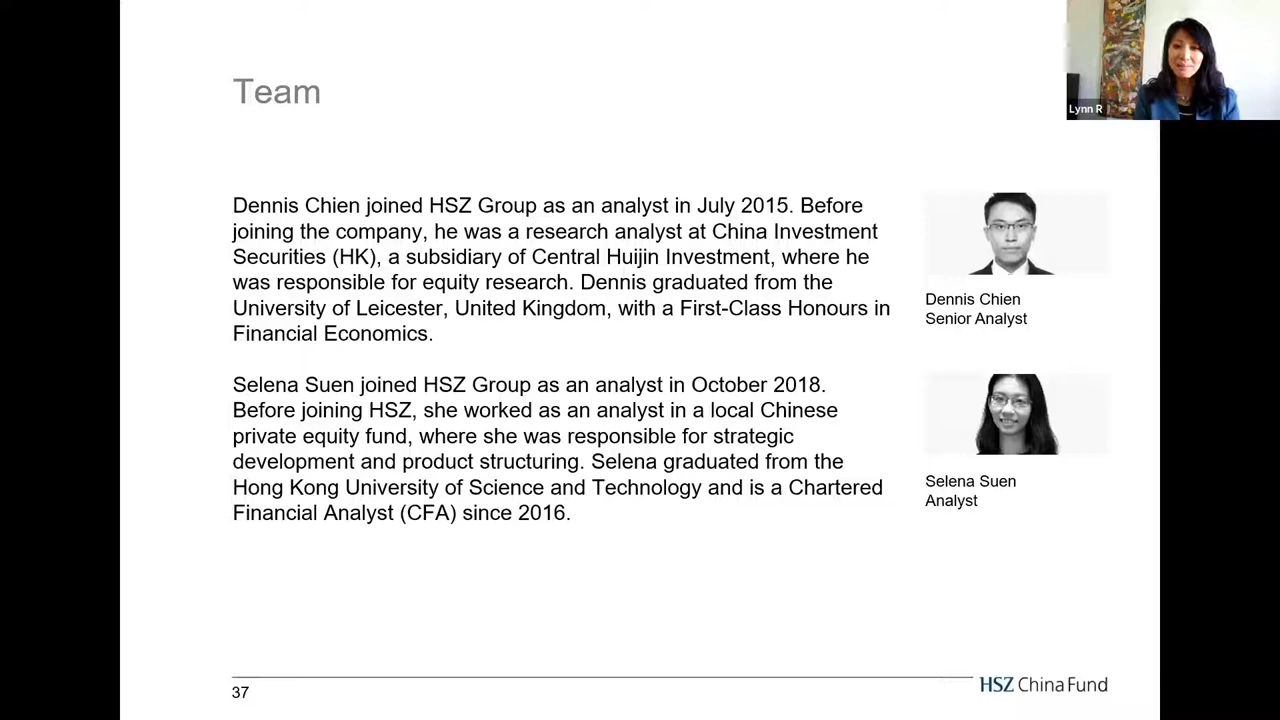 Team
Lynn R
Dennis Chien joined HSZ Group as an analyst in July 2015. Before
joining the company, he was a research analyst at China Investment
Securities (HK), a subsidiary of Central Huijin Investment, where he
was responsible for equity research. Dennis graduated from the
University of Leicester, United Kingdom, with a First-Class Honours in
Financial Economics.
Dennis Chien
Senior Analyst
Selena Suen joined HSZ Group as an analyst in October 2018.
Before joining HSZ, she worked as an analyst in a local Chinese
private equity fund, where she was responsible for strategic
development and product structuring. Selena graduated from the
Hong Kong University of Science and Technology and is a Chartered
Financial Analyst (CFA) since 2016.
Selena Suen
Analyst
37
HSZ China Fund